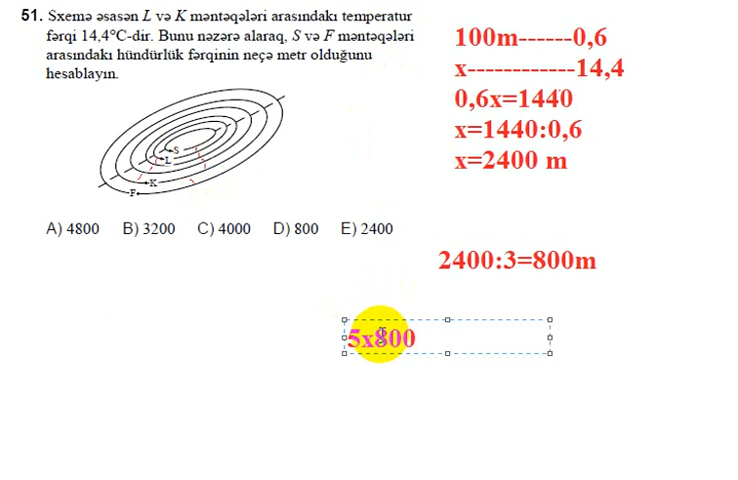 51. Sxemə əsasən L və K məntəqələri arasındakı temperatur
fərqi 14,4°C-dir. Bunu nəzərə alaraq, S və F məntəqələri
arasındakı hündürlük fərqinin neçə metr olduğunu
hesablayın.
S
L
K
F
A) 4800 B) 3200 C) 4000 D) 800 E) 2400
100m------0,6
x------------14,4
0,6x=1440
x=1440:0,6
x=2400 m
2400:3=800m
5x800